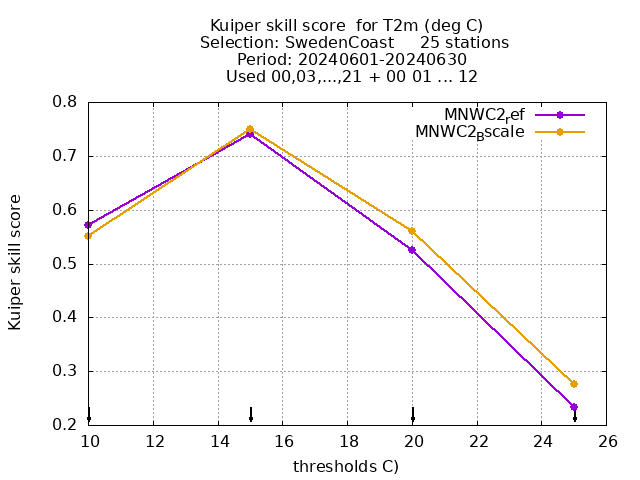 Kuiper skill score for T2m (deg C)
Selection: SwedenCoast 25 stations
Period: 20240601-20240630
Used 00,03,...,21 + 00 01 ... 12
MNWC2ref
MNWC2Bscale
Kuiper skill score
0.8
0.7
0.6
0.5
0.4
0.3
0.2
10 12 14 16 18 20 22 24 26
thresholds C)